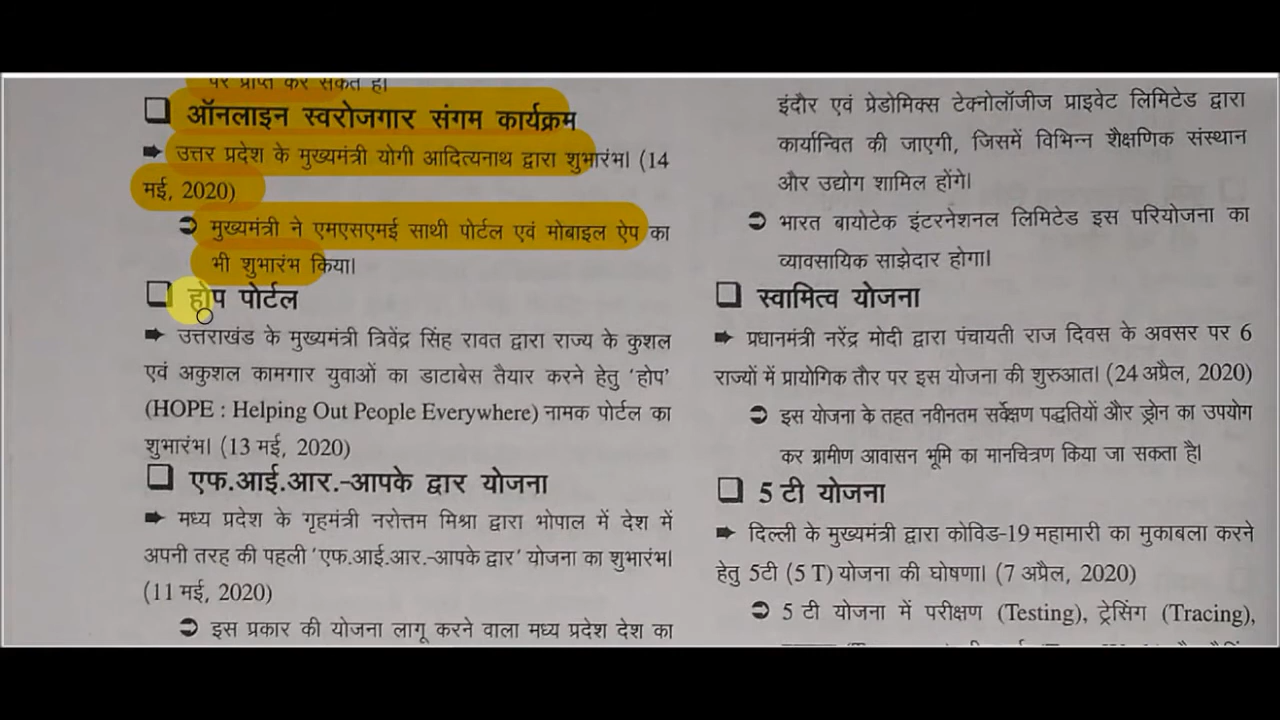 पर प्राप्त कर सकते हैं।
❑ ऑनलाइन स्वरोजगार संगम कार्यक्रम
➡ उत्तर प्रदेश के मुख्यमंत्री योगी आदित्यनाथ द्वारा शुभारंभ। (14
मई, 2020)
➲ मुख्यमंत्री ने एमएसएमई साथी पोर्टल एवं मोबाइल ऐप का
भी शुभारंभ किया।
❑ होप पोर्टल
➡ उत्तराखंड के मुख्यमंत्री त्रिवेंद्र सिंह रावत द्वारा राज्य के कुशल
एवं अकुशल कामगार युवाओं का डाटाबेस तैयार करने हेतु ‘होप’
(HOPE : Helping Out People Everywhere) नामक पोर्टल का
शुभारंभ। (13 मई, 2020)
❑ एफ.आई.आर.-आपके द्वार योजना
➡ मध्य प्रदेश के गृहमंत्री नरोत्तम मिश्रा द्वारा भोपाल में देश में
अपनी तरह की पहली ‘एफ.आई.आर.-आपके द्वार’ योजना का शुभारंभ।
(11 मई, 2020)
➲ इस प्रकार की योजना लागू करने वाला मध्य प्रदेश देश का
इंदौर एवं प्रेडोमिक्स टेक्नोलॉजीज प्राइवेट लिमिटेड द्वारा
कार्यान्वित की जाएगी, जिसमें विभिन्न शैक्षणिक संस्थान
और उद्योग शामिल होंगे।
➲ भारत बायोटेक इंटरनेशनल लिमिटेड इस परियोजना का
व्यावसायिक साझेदार होगा।
❑ स्वामित्व योजना
➡ प्रधानमंत्री नरेंद्र मोदी द्वारा पंचायती राज दिवस के अवसर पर 6
राज्यों में प्रायोगिक तौर पर इस योजना की शुरुआत। (24 अप्रैल, 2020)
➲ इस योजना के तहत नवीनतम सर्वेक्षण पद्धतियों और ड्रोन का उपयोग
कर ग्रामीण आवासन भूमि का मानचित्रण किया जा सकता है।
❑ 5 टी योजना
➡ दिल्ली के मुख्यमंत्री द्वारा कोविड-19 महामारी का मुकाबला करने
हेतु 5टी (5 T) योजना की घोषणा। (7 अप्रैल, 2020)
➲ 5 टी योजना में परीक्षण (Testing), ट्रेसिंग (Tracing),